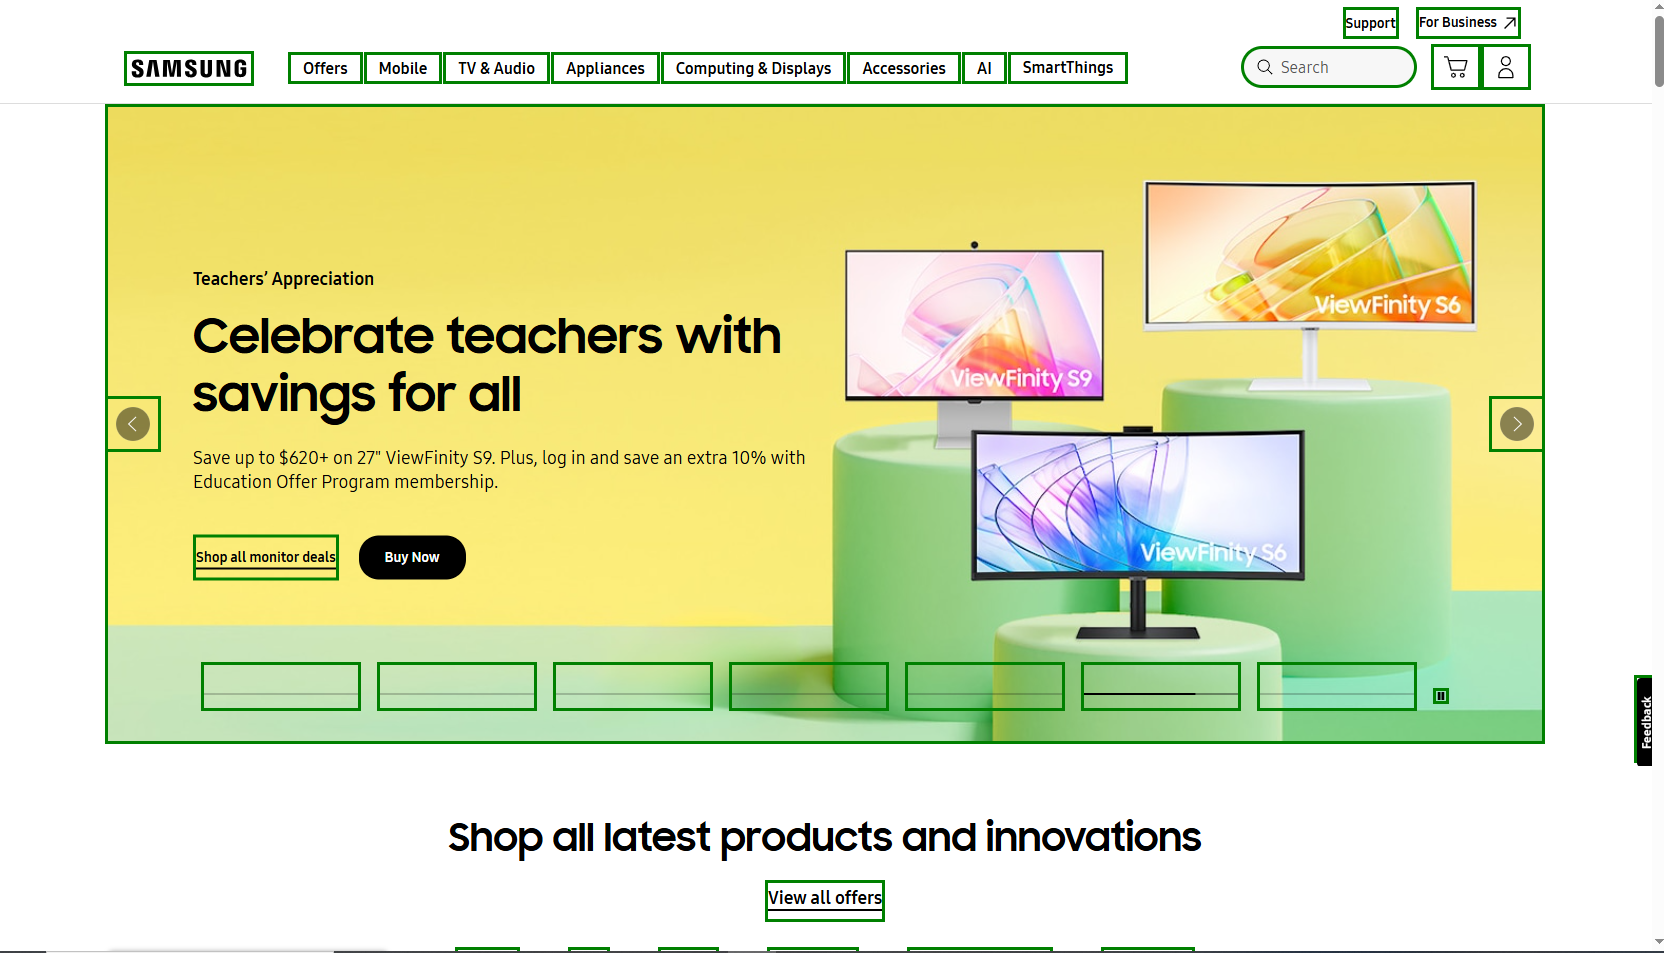 Support
For Business
SAMSUNG
Offers
Mobile
TV & Audio
Appliances
Computing & Displays
Accessories
AI
SmartThings
Search
Teachers’ Appreciation
Celebrate teachers with
savings for all
Save up to $620+ on 27" ViewFinity S9. Plus, log in and save an extra 10% with
Education Offer Program membership.
Shop all monitor deals
Buy Now
ViewFinity S9
ViewFinity S6
ViewFinity S6
Feedback
Shop all latest products and innovations
View all offers